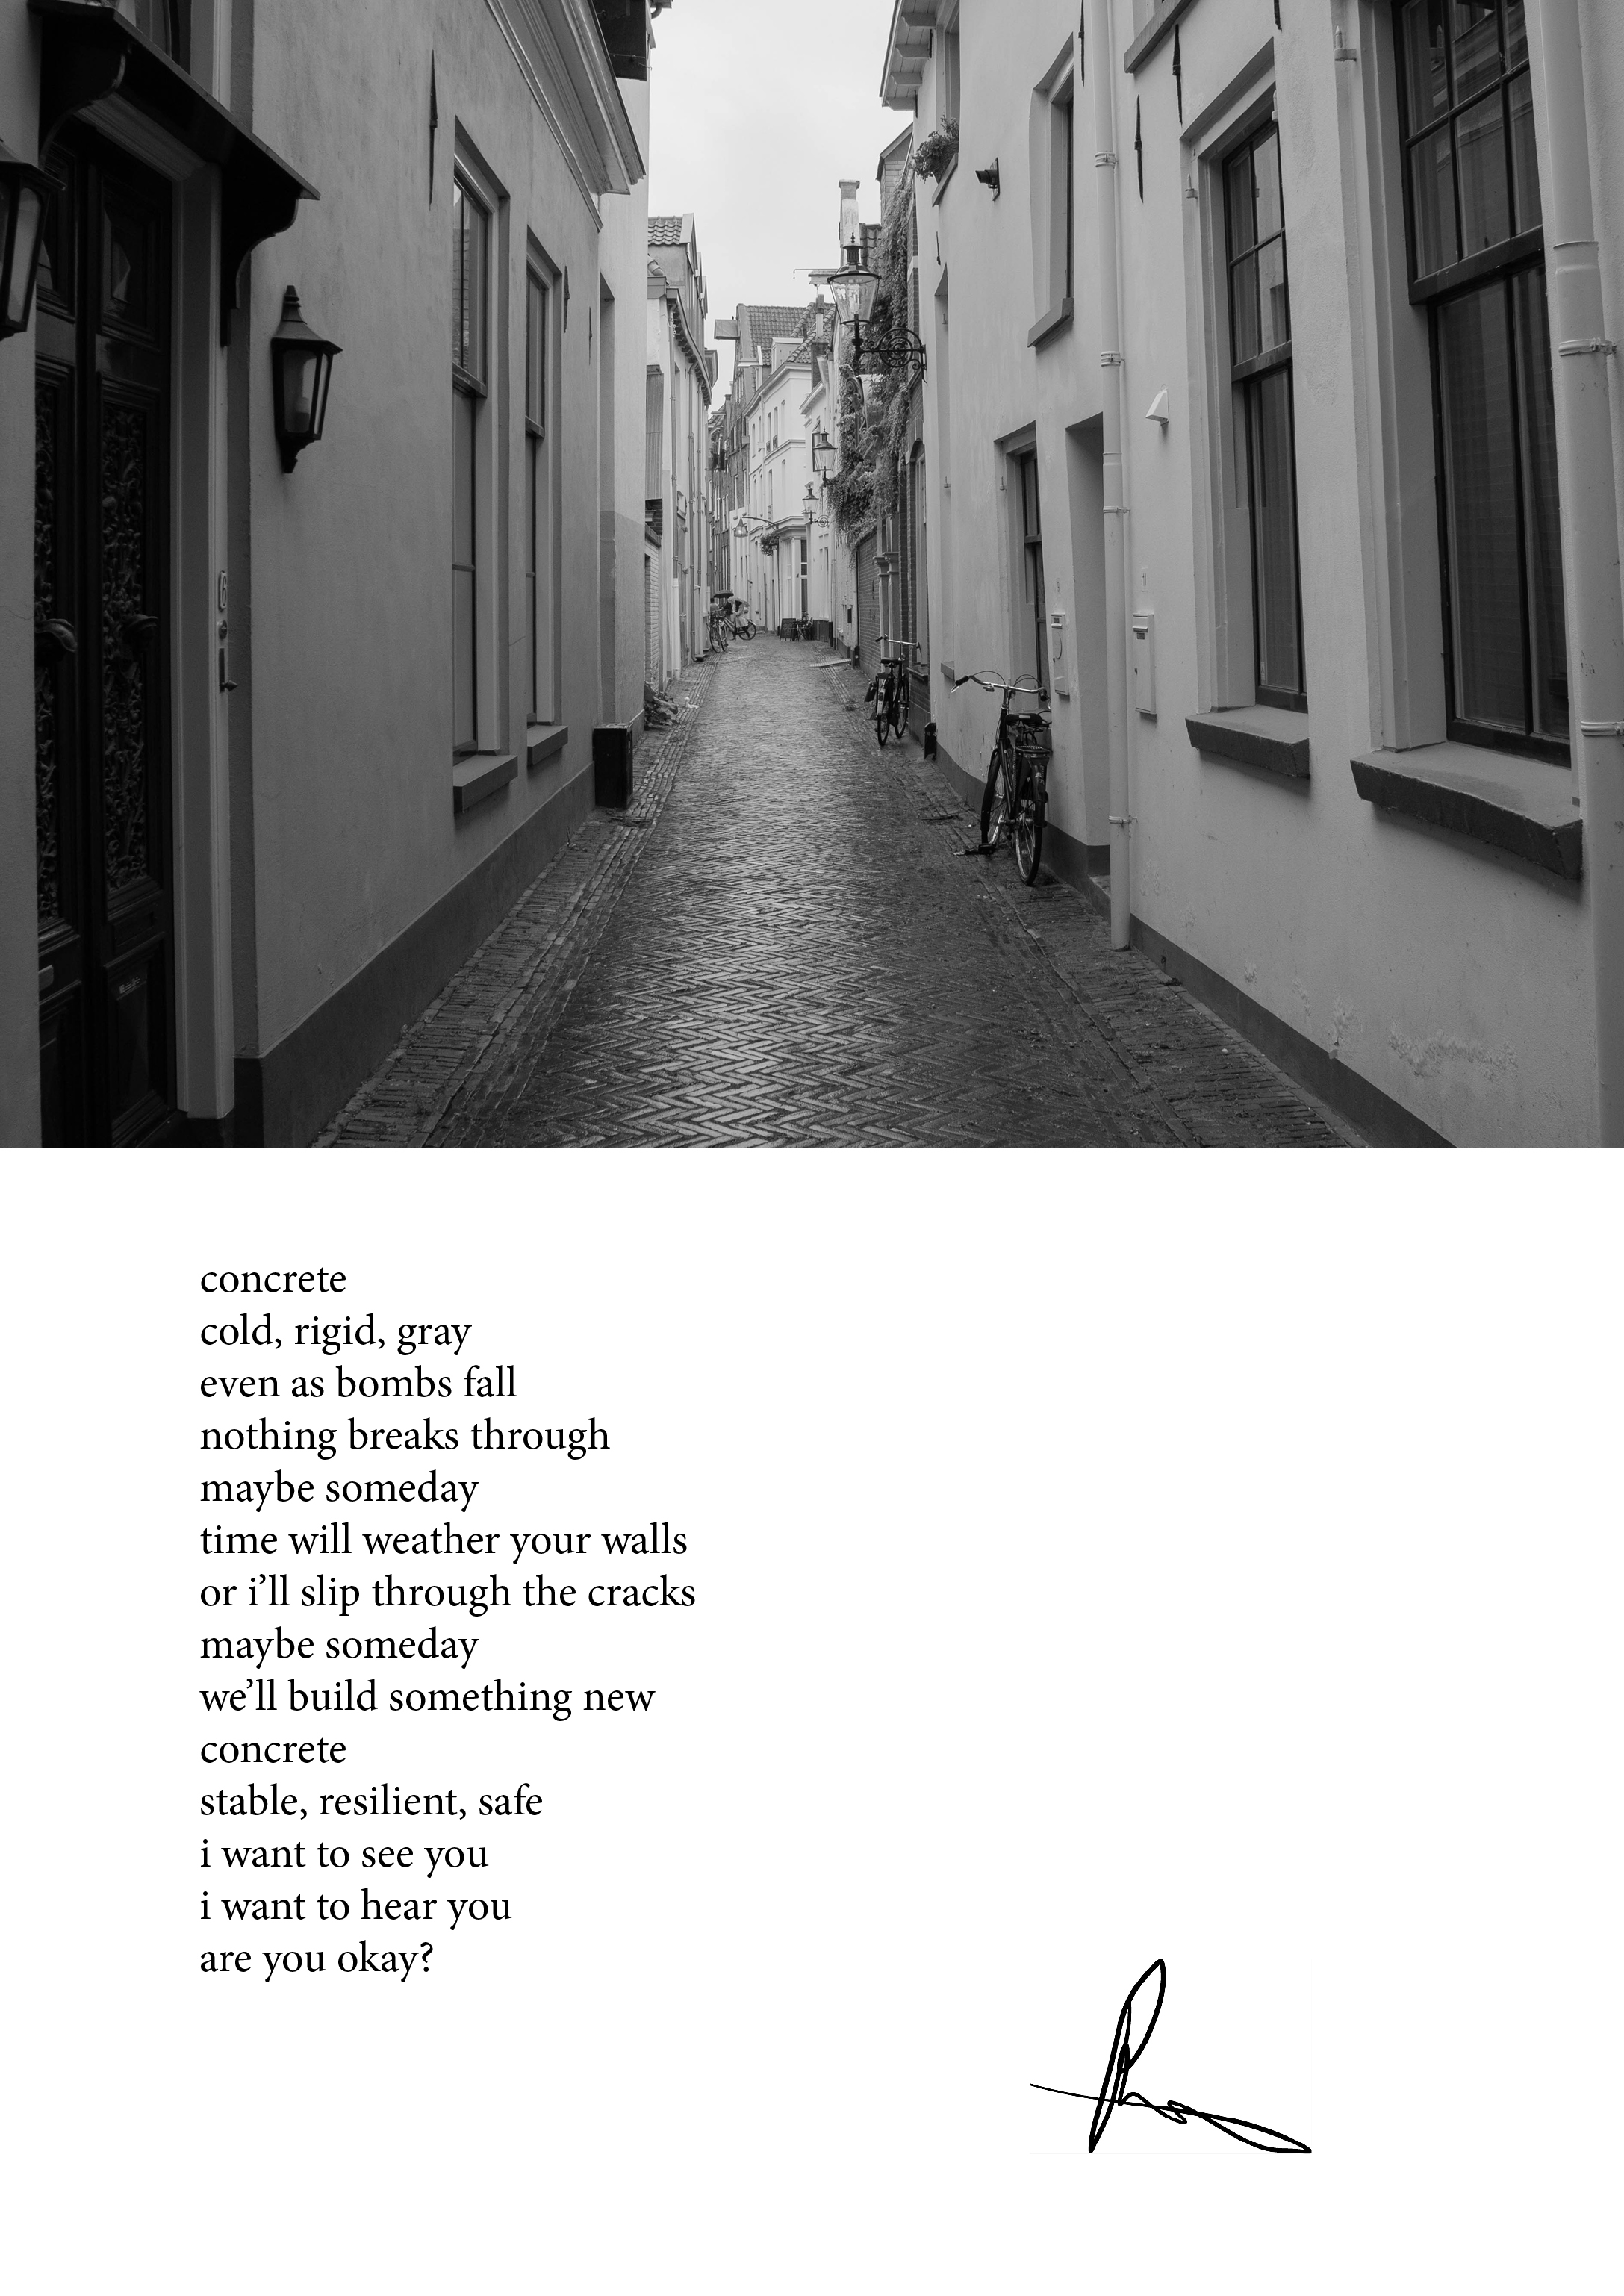 6
concrete
cold, rigid, gray
even as bombs fall
nothing breaks through
maybe someday
time will weather your walls
or i’ll slip through the cracks
maybe someday
we’ll build something new
concrete
stable, resilient, safe
i want to see you
i want to hear you
are you okay?